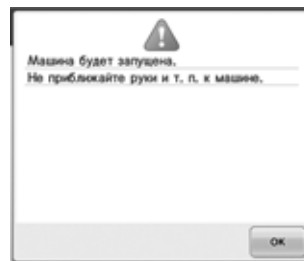 Машина будет запущена.
Не приближайте руки и т. п. к машине.
OK